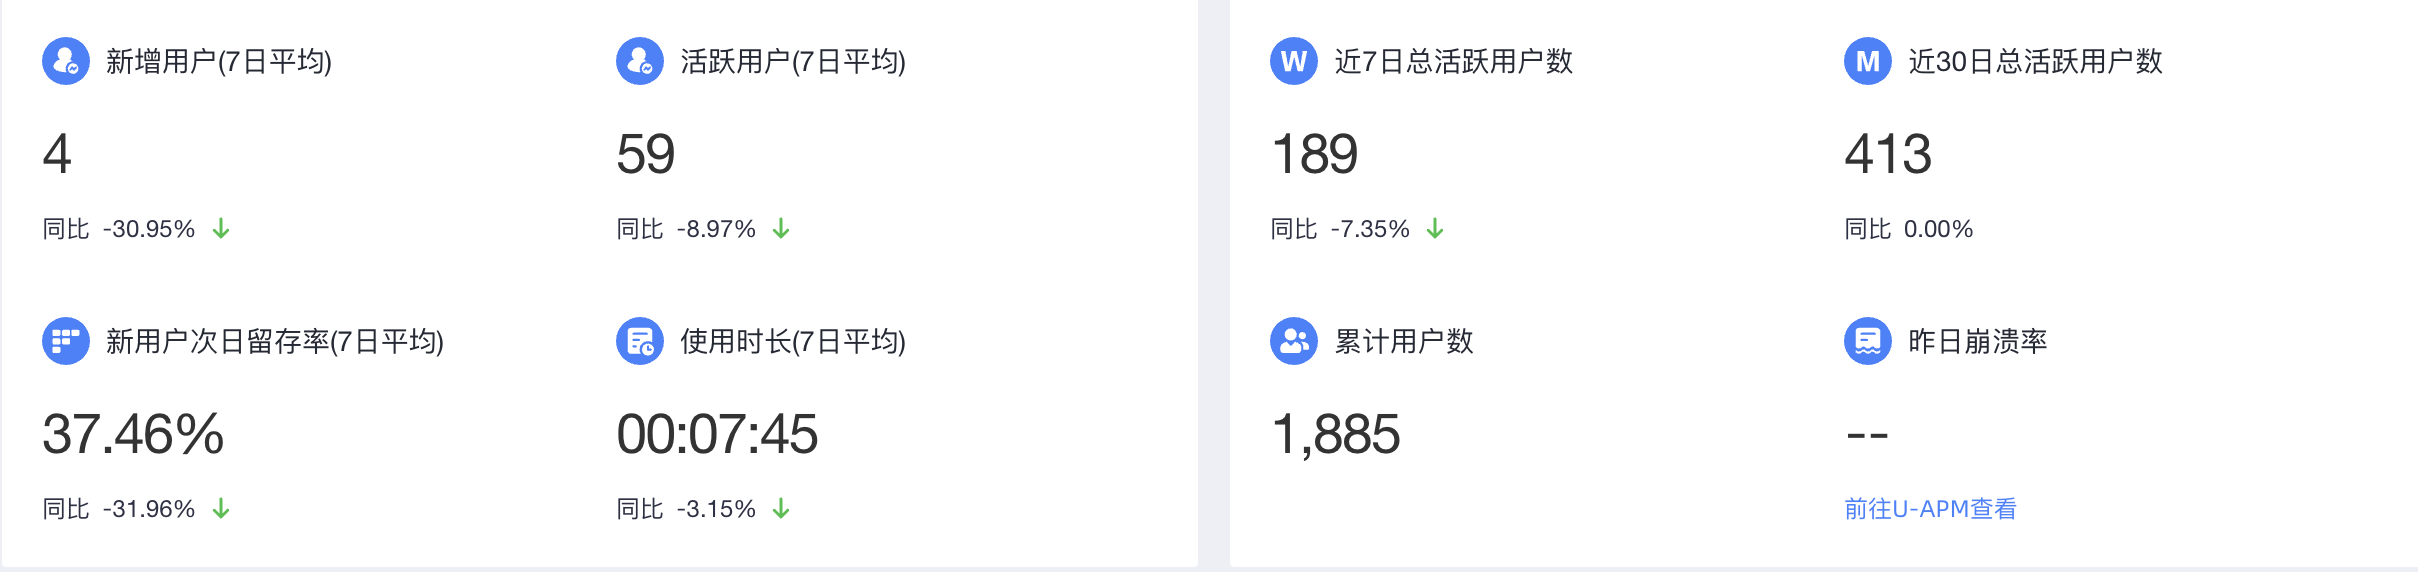 新增用户(7日平均)
4
同比 -30.95%
活跃用户(7日平均)
59
同比 -8.97%
新用户次日留存率(7日平均)
37.46%
同比 -31.96%
使用时长(7日平均)
00:07:45
同比 -3.15%
W 近7日总活跃用户数
189
同比 -7.35%
M 近30日总活跃用户数
413
同比 0.00%
累计用户数
1,885
昨日崩溃率
--
前往U-APM查看